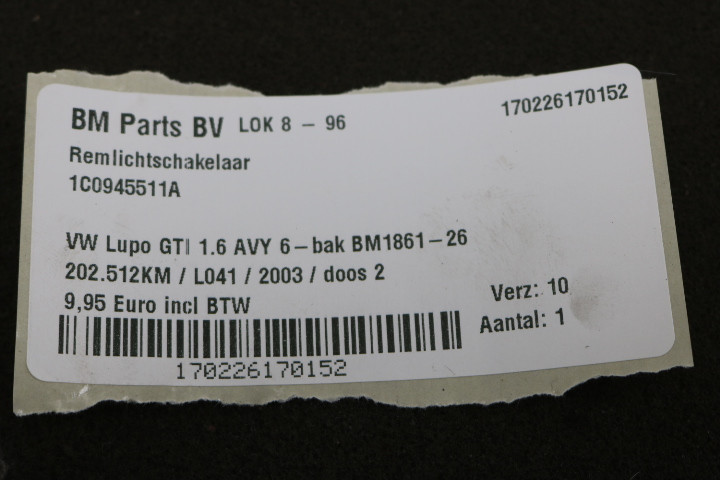 BM Parts BV LOK 8 - 96 170226170152
Remlichtschakelaar
1C0945511A
VW Lupo GTI 1.6 AVY 6-bak BM1861-26
202.512KM / L041 / 2003 / doos 2
9,95 Euro incl BTW
Verz: 10
Aantal: 1
170226170152